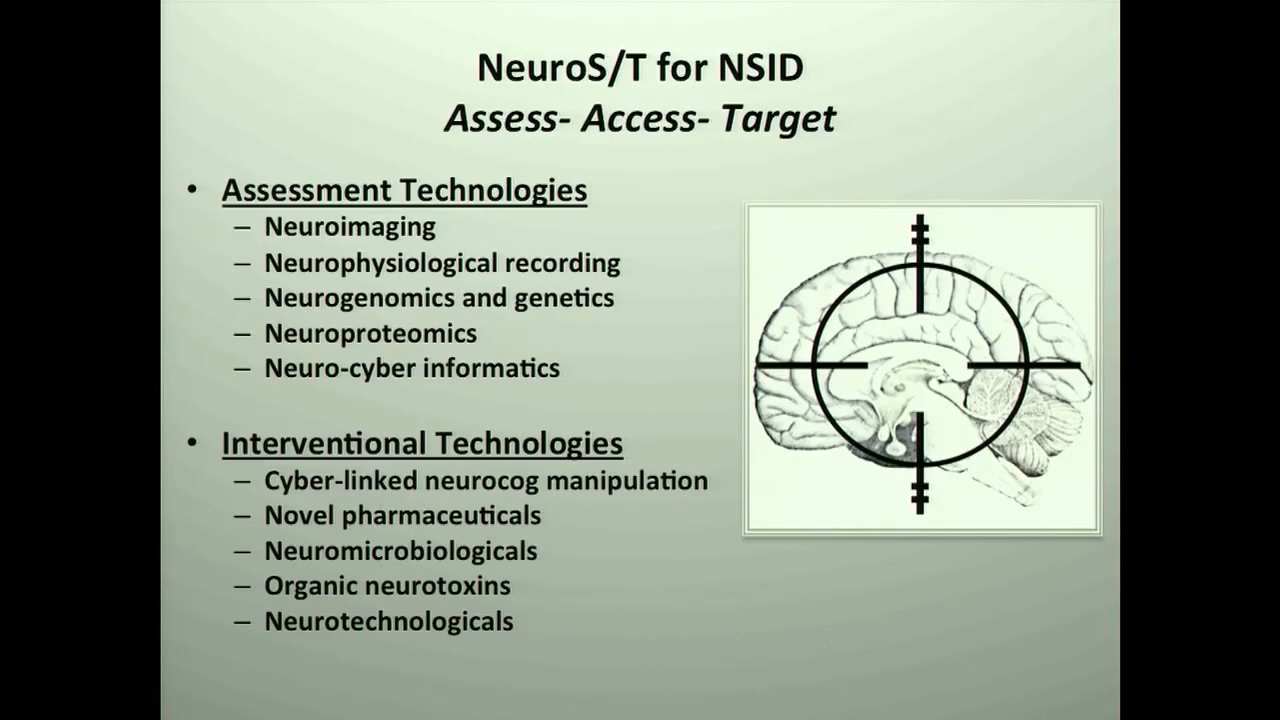 NeuroS/T for NSID
Assess- Access- Target
• Assessment Technologies
– Neuroimaging
– Neurophysiological recording
– Neurogenomics and genetics
– Neuroproteomics
– Neuro-cyber informatics
• Interventional Technologies
– Cyber-linked neurocog manipulation
– Novel pharmaceuticals
– Neuromicrobiologicals
– Organic neurotoxins
– Neurotechnologicals